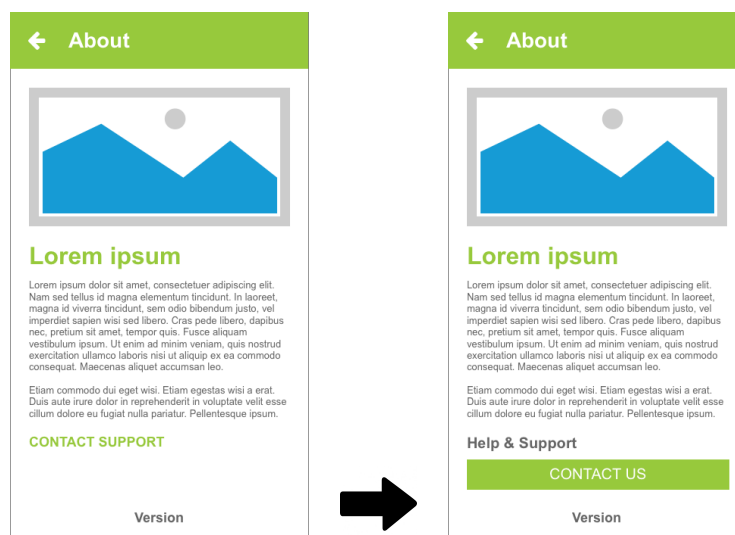 About
Lorem ipsum
Lorem ipsum dolor sit amet, consectetuer adipiscing elit.
Nam sed tellus id magna elementum tincidunt. In laoreet,
magna id viverra tincidunt, sem odio bibendum justo, vel
imperdiet sapien wisi sed libero. Cras pede libero, dapibus
nec, pretium sit amet, tempor quis. Fusce aliquam
vestibulum ipsum. Ut enim ad minim veniam, quis nostrud
exercitation ullamco laboris nisi ut aliquip ex ea commodo
consequat. Maecenas aliquet accumsan leo.
Etiam commodo dui eget wisi. Etiam egestas wisi a erat.
Duis aute irure dolor in reprehenderit in voluptate velit esse
cillum dolore eu fugiat nulla pariatur. Pellentesque ipsum.
CONTACT SUPPORT
Version
About
Lorem ipsum
Lorem ipsum dolor sit amet, consectetuer adipiscing elit.
Nam sed tellus id magna elementum tincidunt. In laoreet,
magna id viverra tincidunt, sem odio bibendum justo, vel
imperdiet sapien wisi sed libero. Cras pede libero, dapibus
nec, pretium sit amet, tempor quis. Fusce aliquam
vestibulum ipsum. Ut enim ad minim veniam, quis nostrud
exercitation ullamco laboris nisi ut aliquip ex ea commodo
consequat. Maecenas aliquet accumsan leo.
Etiam commodo dui eget wisi. Etiam egestas wisi a erat.
Duis aute irure dolor in reprehenderit in voluptate velit esse
cillum dolore eu fugiat nulla pariatur. Pellentesque ipsum.
Help & Support
CONTACT US
Version